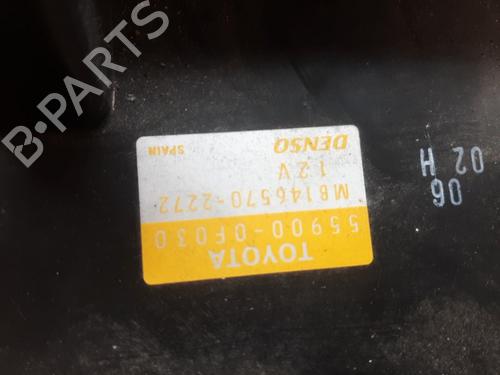 TOYOTA
55900-0F030
MB146570-2272
12V
DENSO
SPAIN
06
02 H
B-PARTS